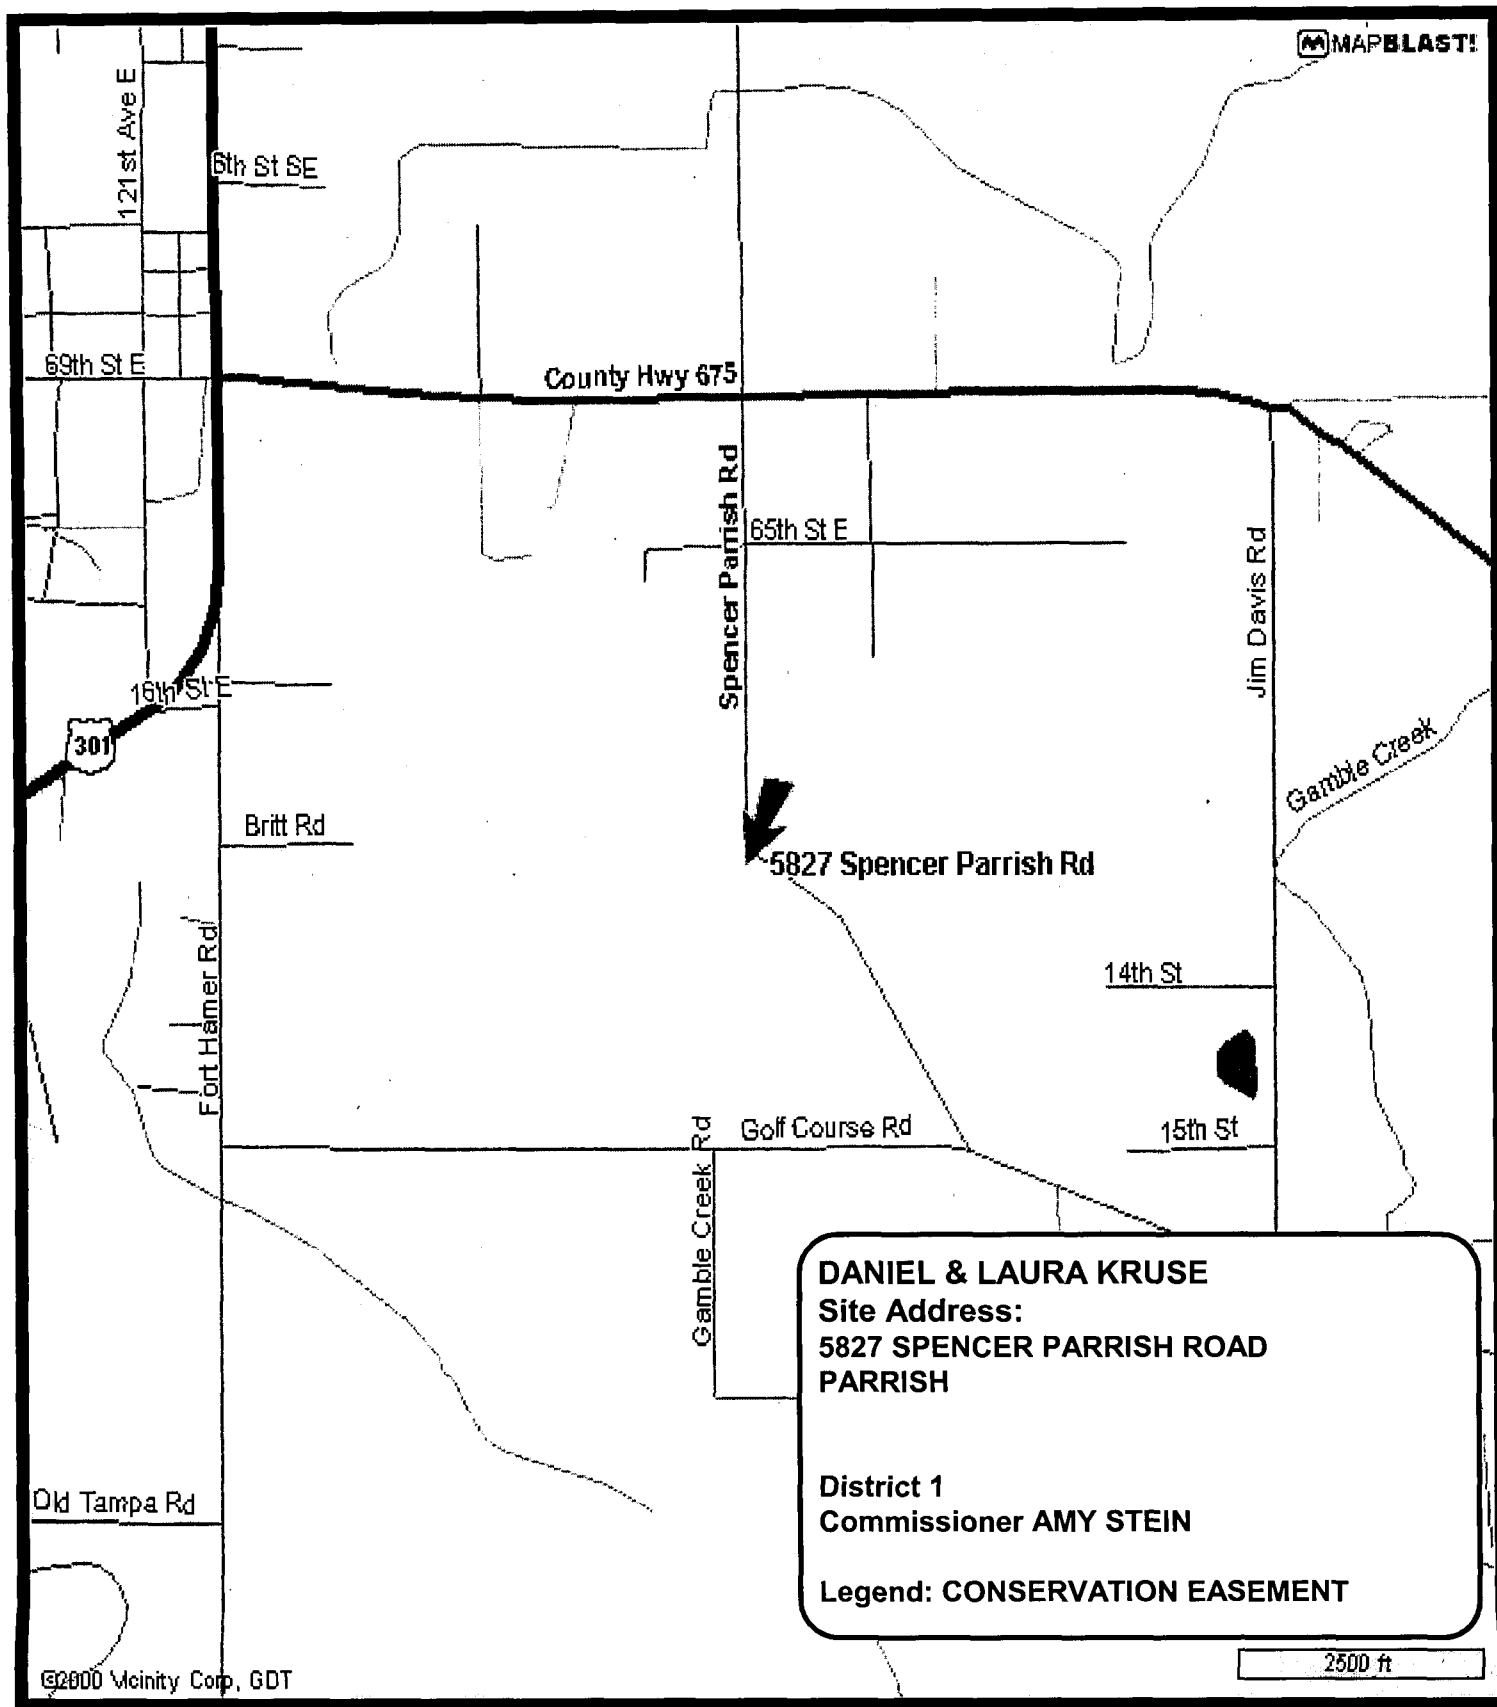 MAPBLAST!
121st Ave E
6th St SE
69th St E
County Hwy 675
Spencer Parrish Rd
65th St E
Jim Davis Rd
16th St E
301
Gamble Creek
Britt Rd
5827 Spencer Parrish Rd
Fort Hamer Rd
14th St
Gamble Creek Rd
Golf Course Rd
15th St
DANIEL & LAURA KRUSE
Site Address:
5827 SPENCER PARRISH ROAD
PARRISH
District 1
Commissioner AMY STEIN
Legend: CONSERVATION EASEMENT
Old Tampa Rd
©2000 Vicinity Corp, GDT
2500 ft